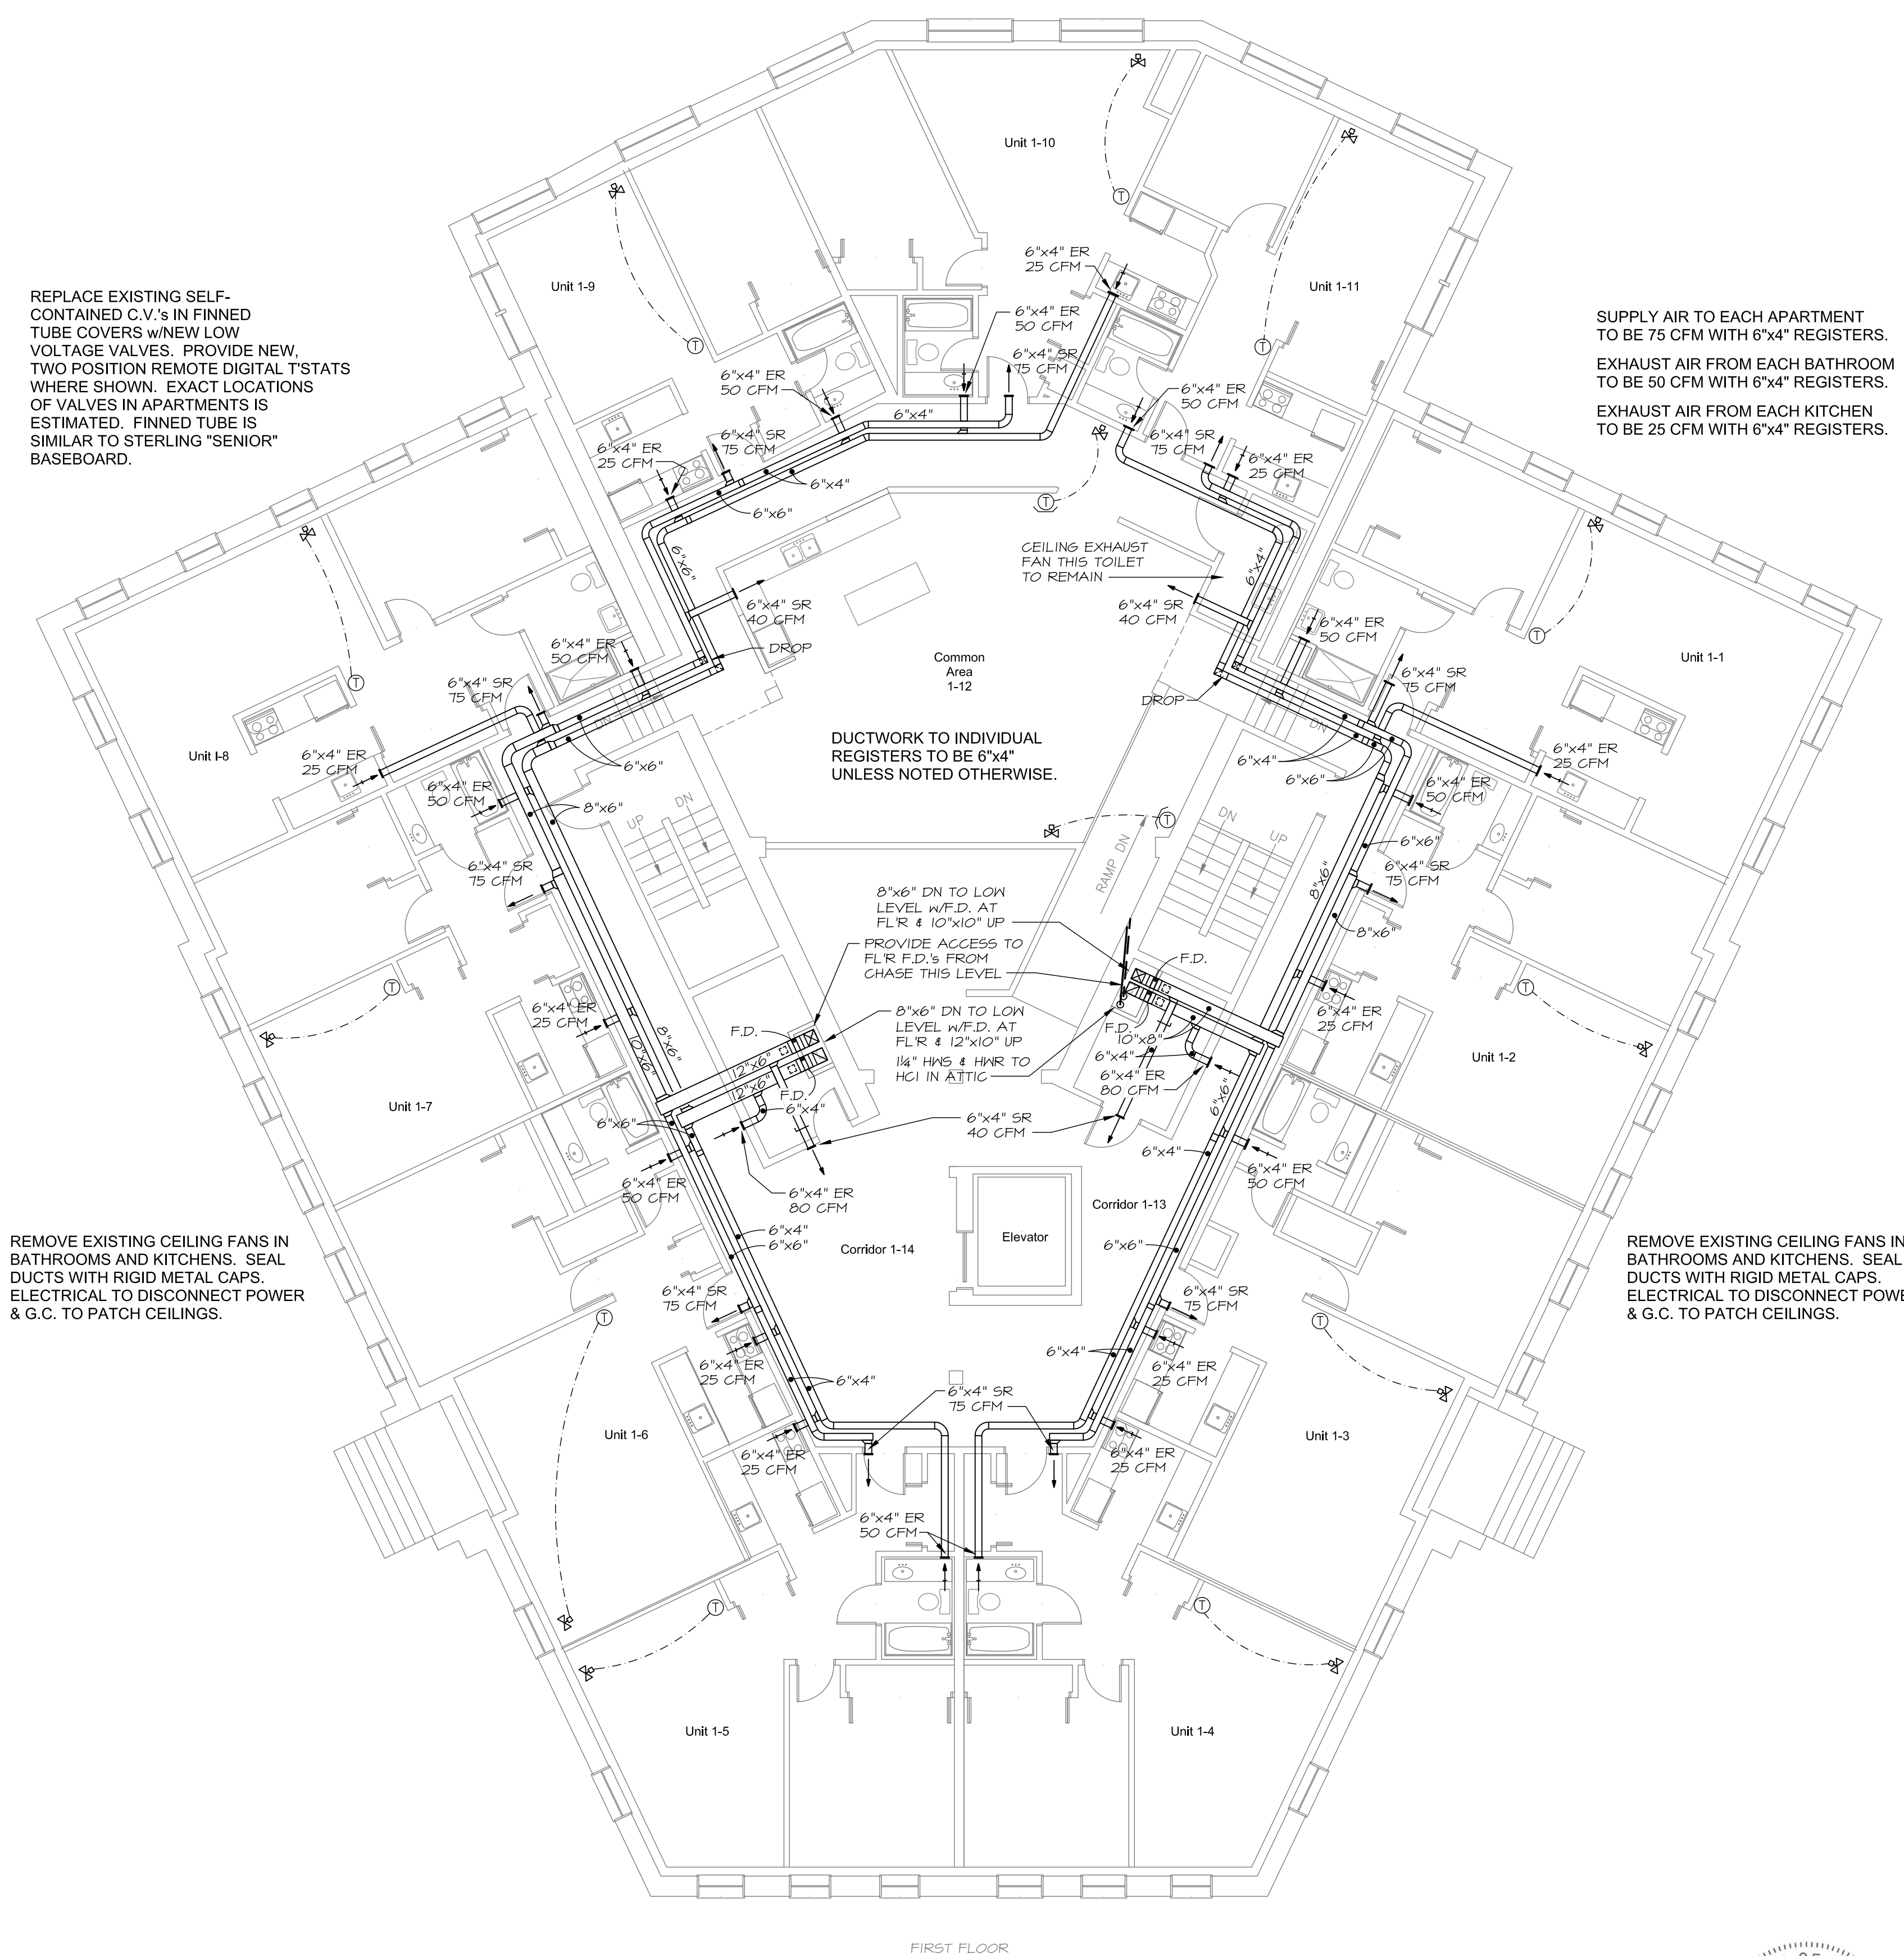 Unit 1-10
6"x4" ER
25 CFM
Unit 1-9
6"x4" ER
50 CFM
Unit 1-11
REPLACE EXISTING SELF-
CONTAINED C.V.'s IN FINNED
TUBE COVERS w/NEW LOW
VOLTAGE VALVES. PROVIDE NEW,
TWO POSITION REMOTE DIGITAL T'STATS
WHERE SHOWN. EXACT LOCATIONS
OF VALVES IN APARTMENTS IS
ESTIMATED. FINNED TUBE IS
SIMILAR TO STERLING "SENIOR"
BASEBOARD.
SUPPLY AIR TO EACH APARTMENT
TO BE 75 CFM WITH 6"x4" REGISTERS.
EXHAUST AIR FROM EACH BATHROOM
TO BE 50 CFM WITH 6"x4" REGISTERS.
EXHAUST AIR FROM EACH KITCHEN
TO BE 25 CFM WITH 6"x4" REGISTERS.
T
T
T
6"x4" SR
75 CFM
6"x4" ER
50 CFM
6"x4" ER
50 CFM
6"x4"
6"x4" SR
75 CFM
6"x4" ER
25 CFM
6"x4" SR
75 CFM
6"x4" ER
25 CFM
6"x4"
6"x6"
T
6"x6"
CEILING EXHAUST
FAN THIS TOILET
TO REMAIN
6"x4"
6"x4" SR
40 CFM
6"x4" SR
40 CFM
6"x4" ER
50 CFM
DROP
6"x4" ER
50 CFM
T
T
Common
Area
1-12
Unit 1-1
6"x4" SR
75 CFM
6"x4" SR
75 CFM
DROP
DN
DN
Unit I-8
6"x4" ER
25 CFM
DUCTWORK TO INDIVIDUAL
REGISTERS TO BE 6"x4"
UNLESS NOTED OTHERWISE.
6"x6"
6"x4"
6"x6"
6"x4" ER
25 CFM
6"x4" ER
50 CFM
6"x4" ER
50 CFM
8"x6"
UP
DN
DN
UP
T
RAMP DN
6"x6"
6"x4" SR
75 CFM
6"x4" SR
75 CFM
8"x6"
8"x6"
8"x6" DN TO LOW
LEVEL W/F.D. AT
FL'R & 10"x10" UP
PROVIDE ACCESS TO
FL'R F.D.'s FROM
CHASE THIS LEVEL
F.D.
T
T
6"x4" ER
25 CFM
6"x4" ER
25 CFM
8"x6" DN TO LOW
LEVEL W/F.D. AT
FL'R & 12"x10" UP
F.D.
F.D.
10"x8"
10"x6"
8"x6"
1¼" HWS & HWR TO
HC1 IN ATTIC
6"x4"
12"x6"
12"x6"
F.D.
6"x4" ER
80 CFM
6"x6"
Unit 1-2
Unit 1-7
6"x4"
6"x6"
6"x4" SR
40 CFM
6"x4"
6"x4" ER
50 CFM
6"x4" ER
50 CFM
6"x4" ER
80 CFM
Corridor 1-13
6"x4"
6"x6"
Corridor 1-14
Elevator
6"x6"
REMOVE EXISTING CEILING FANS IN
BATHROOMS AND KITCHENS. SEAL
DUCTS WITH RIGID METAL CAPS.
ELECTRICAL TO DISCONNECT POWER
& G.C. TO PATCH CEILINGS.
REMOVE EXISTING CEILING FANS IN
BATHROOMS AND KITCHENS. SEAL
DUCTS WITH RIGID METAL CAPS.
ELECTRICAL TO DISCONNECT POWE
& G.C. TO PATCH CEILINGS.
6"x4" SR
75 CFM
6"x4" SR
75 CFM
T
T
6"x4" ER
25 CFM
6"x4"
6"x4"
6"x4" ER
25 CFM
6"x4" SR
75 CFM
Unit 1-6
Unit 1-3
6"x4" ER
25 CFM
6"x4" ER
25 CFM
6"x4" ER
50 CFM
T
T
Unit 1-5
Unit 1-4
FIRST FLOOR